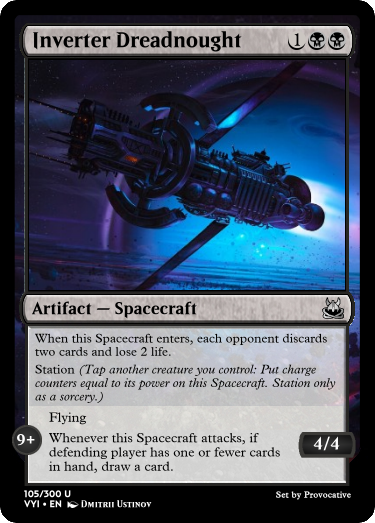 Inverter Dreadnought 1
Artifact — Spacecraft
When this Spacecraft enters, each opponent discards
two cards and lose 2 life.
Station (Tap another creature you control: Put charge
counters equal to its power on this Spacecraft. Station only
as a sorcery.)
Flying
9+
Whenever this Spacecraft attacks, if
defending player has one or fewer cards
in hand, draw a card.
4/4
105/300 U
VYI • EN Dmitrii Ustinov
Set by Provocative